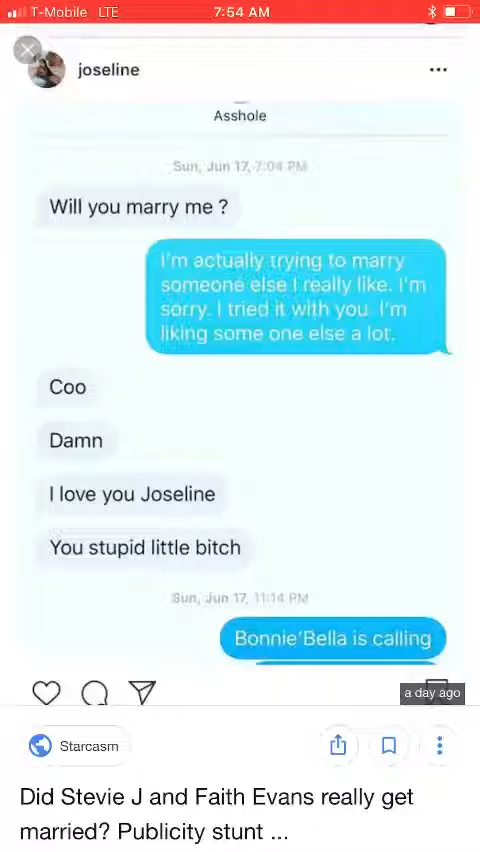 T-Mobile LTE 7:54 AM
joseline
Asshole
Sun, Jun 17, 7:04 PM
Will you marry me ?
I'm actually trying to marry
someone else I really like. I'm
sorry. I tried it with you. I'm
liking some one else a lot.
Coo
Damn
I love you Joseline
You stupid little bitch
Sun, Jun 17, 11:14 PM
Bonnie'Bella is calling
a day ago
Starcasm
Did Stevie J and Faith Evans really get
married? Publicity stunt ...